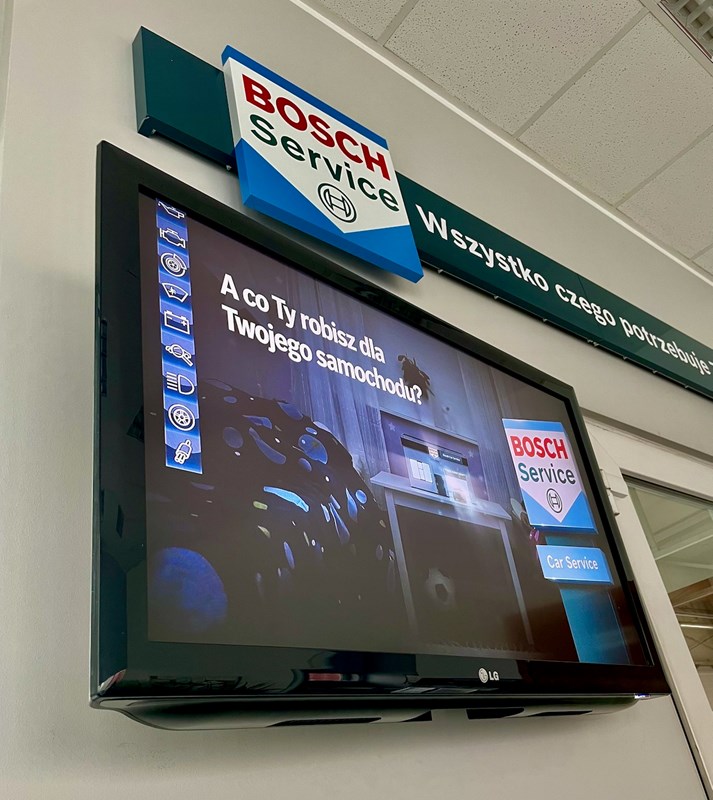 BOSCH
Service
Wszystko czego potrzebuje
A co Ty robisz dla
Twojego samochodu?
BOSCH
Service
Car Service
LG